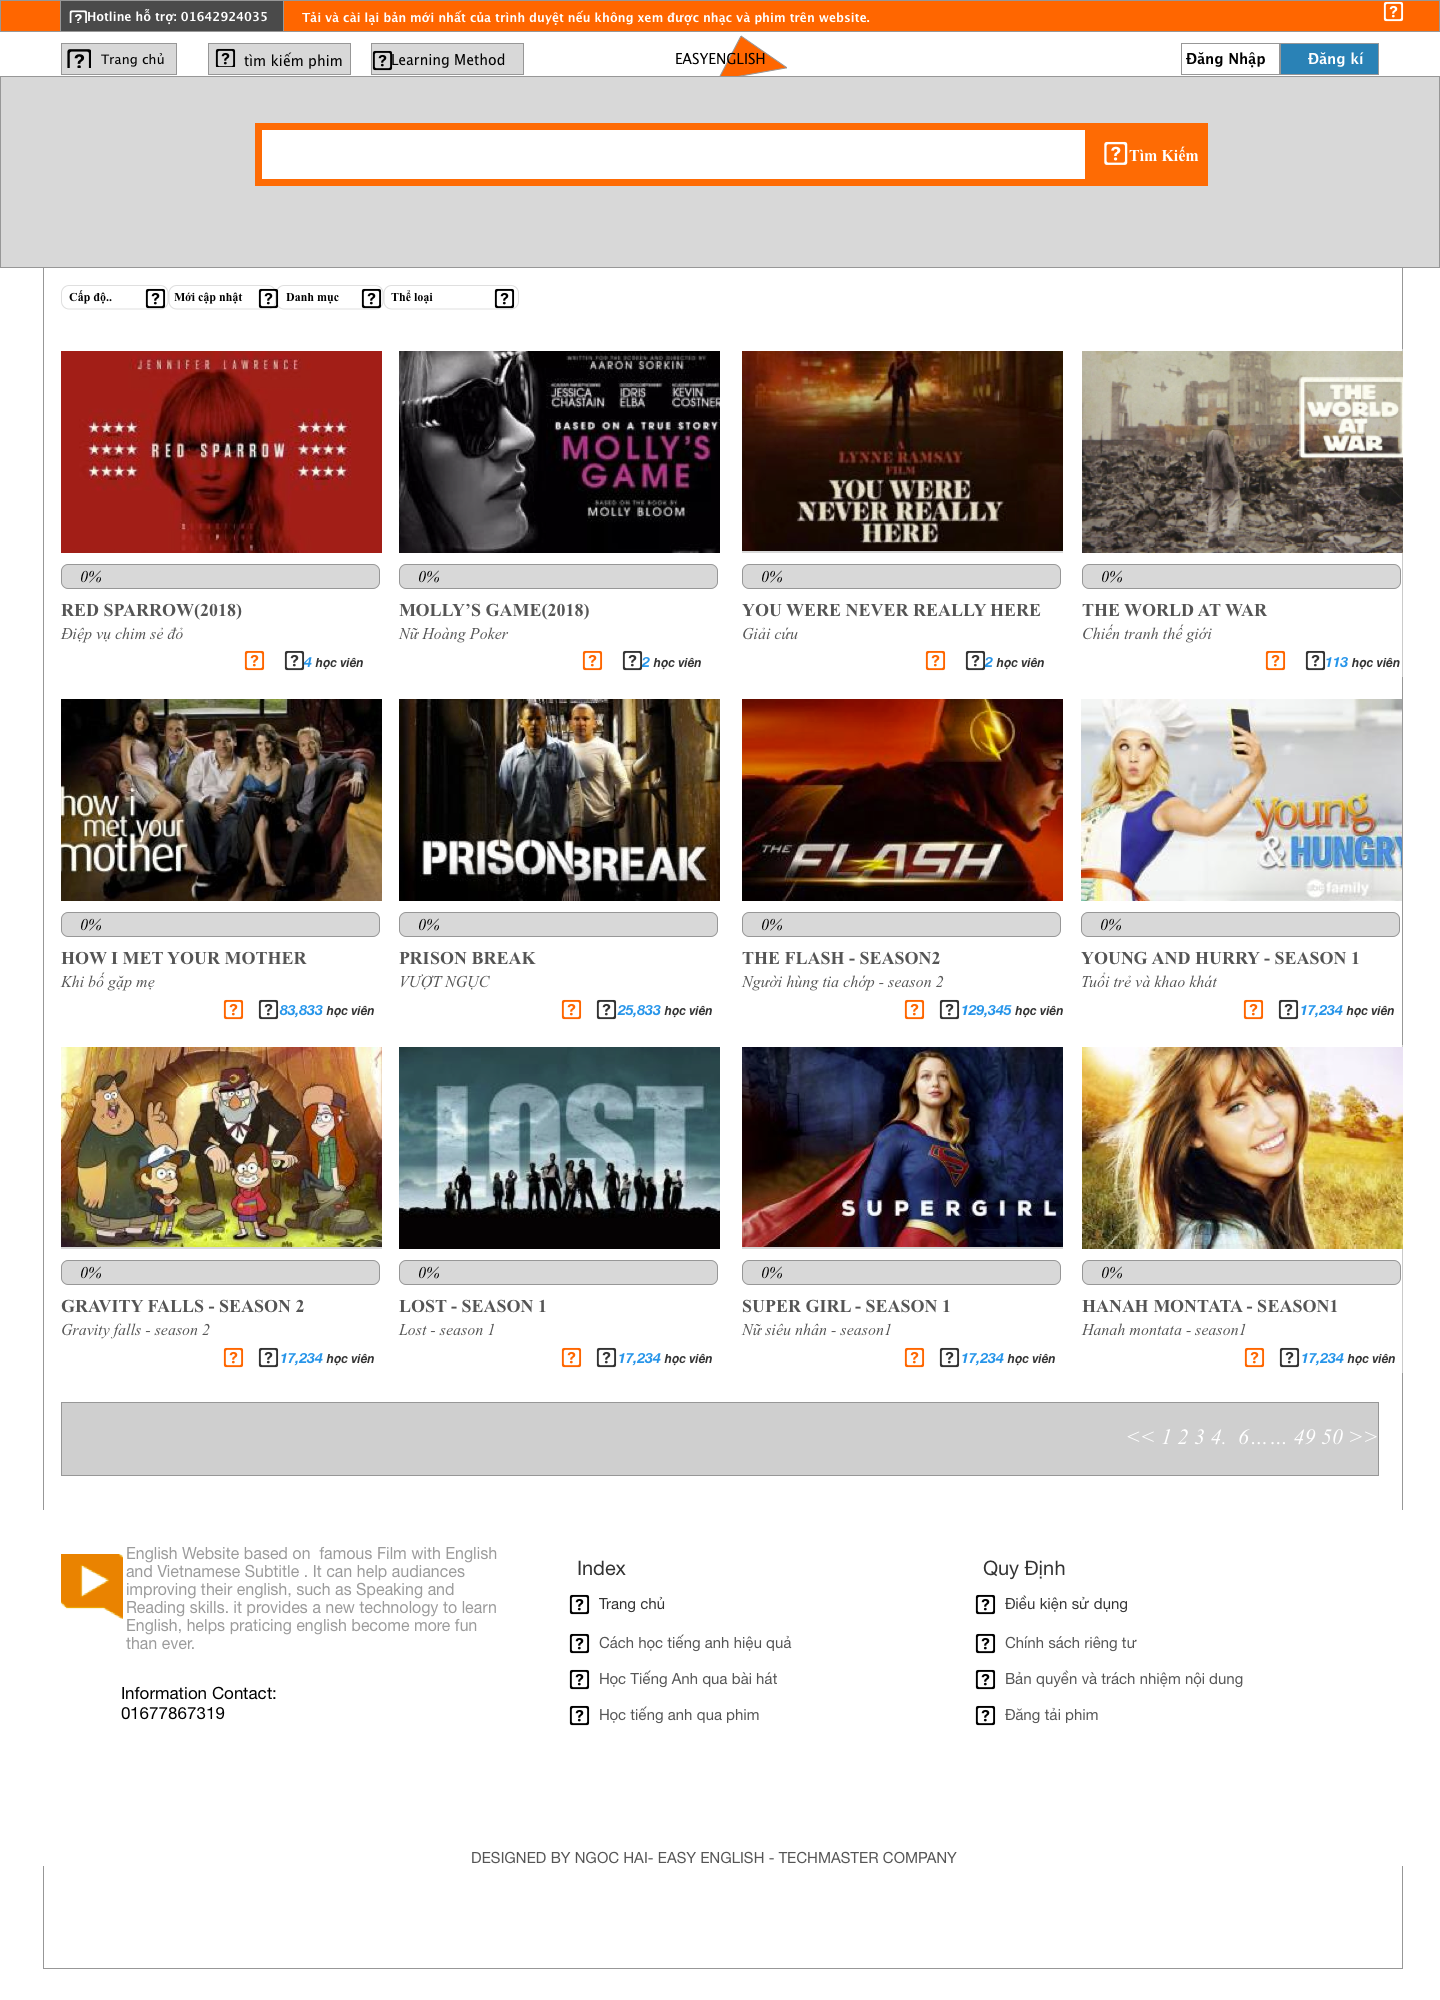 Hotline hỗ trợ: 01642924035
Tải và cài lại bản mới nhất của trình duyệt nếu không xem được nhạc và phim trên website.
Trang chủ
tìm kiếm phim
Learning Method
EASYENGLISH
Đăng Nhập
Đăng kí
Tìm Kiếm
Cấp độ..
Mới cập nhật
Danh mục
Thể loại
JENNIFER LAWRENCE
RED SPARROW
WRITTEN FOR THE SCREEN AND DIRECTED BY
AARON SORKIN
JESSICA CHASTAIN
IDRIS ELBA
KEVIN COSTNER
BASED ON A TRUE STORY
MOLLY'S
GAME
BASED ON THE BOOK BY
MOLLY BLOOM
A
LYNNE RAMSAY
FILM
YOU WERE
NEVER REALLY
HERE
THE
WORLD
AT
WAR
0%
0%
0%
0%
RED SPARROW(2018)
Điệp vụ chim sẻ đỏ
4 học viên
MOLLY’S GAME(2018)
Nữ Hoàng Poker
2 học viên
YOU WERE NEVER REALLY HERE
Giải cứu
2 học viên
THE WORLD AT WAR
Chiến tranh thế giới
113 học viên
how i
met your
mother
PRISON BREAK
THE FLASH
young
& HUNGRY
abc family
0%
0%
0%
0%
HOW I MET YOUR MOTHER
Khi bố gặp mẹ
83,833 học viên
PRISON BREAK
VƯỢT NGỤC
25,833 học viên
THE FLASH - SEASON2
Người hùng tia chớp - season 2
129,345 học viên
YOUNG AND HURRY - SEASON 1
Tuổi trẻ và khao khát
17,234 học viên
LOST
SUPERGIRL
0%
0%
0%
0%
GRAVITY FALLS - SEASON 2
Gravity falls - season 2
17,234 học viên
LOST - SEASON 1
Lost - season 1
17,234 học viên
SUPER GIRL - SEASON 1
Nữ siêu nhân - season1
17,234 học viên
HANAH MONTATA - SEASON1
Hanah montata - season1
17,234 học viên
<< 1 2 3 4.  6…… 49 50 >>
English Website based on  famous Film with English
and Vietnamese Subtitle . It can help audiances
improving their english, such as Speaking and
Reading skills. it provides a new technology to learn
English, helps praticing english become more fun
than ever.
Information Contact:
01677867319
Index
Trang chủ
Cách học tiếng anh hiệu quả
Học Tiếng Anh qua bài hát
Học tiếng anh qua phim
Quy Định
Điều kiện sử dụng
Chính sách riêng tư
Bản quyền và trách nhiệm nội dung
Đăng tải phim
DESIGNED BY NGOC HAI- EASY ENGLISH - TECHMASTER COMPANY